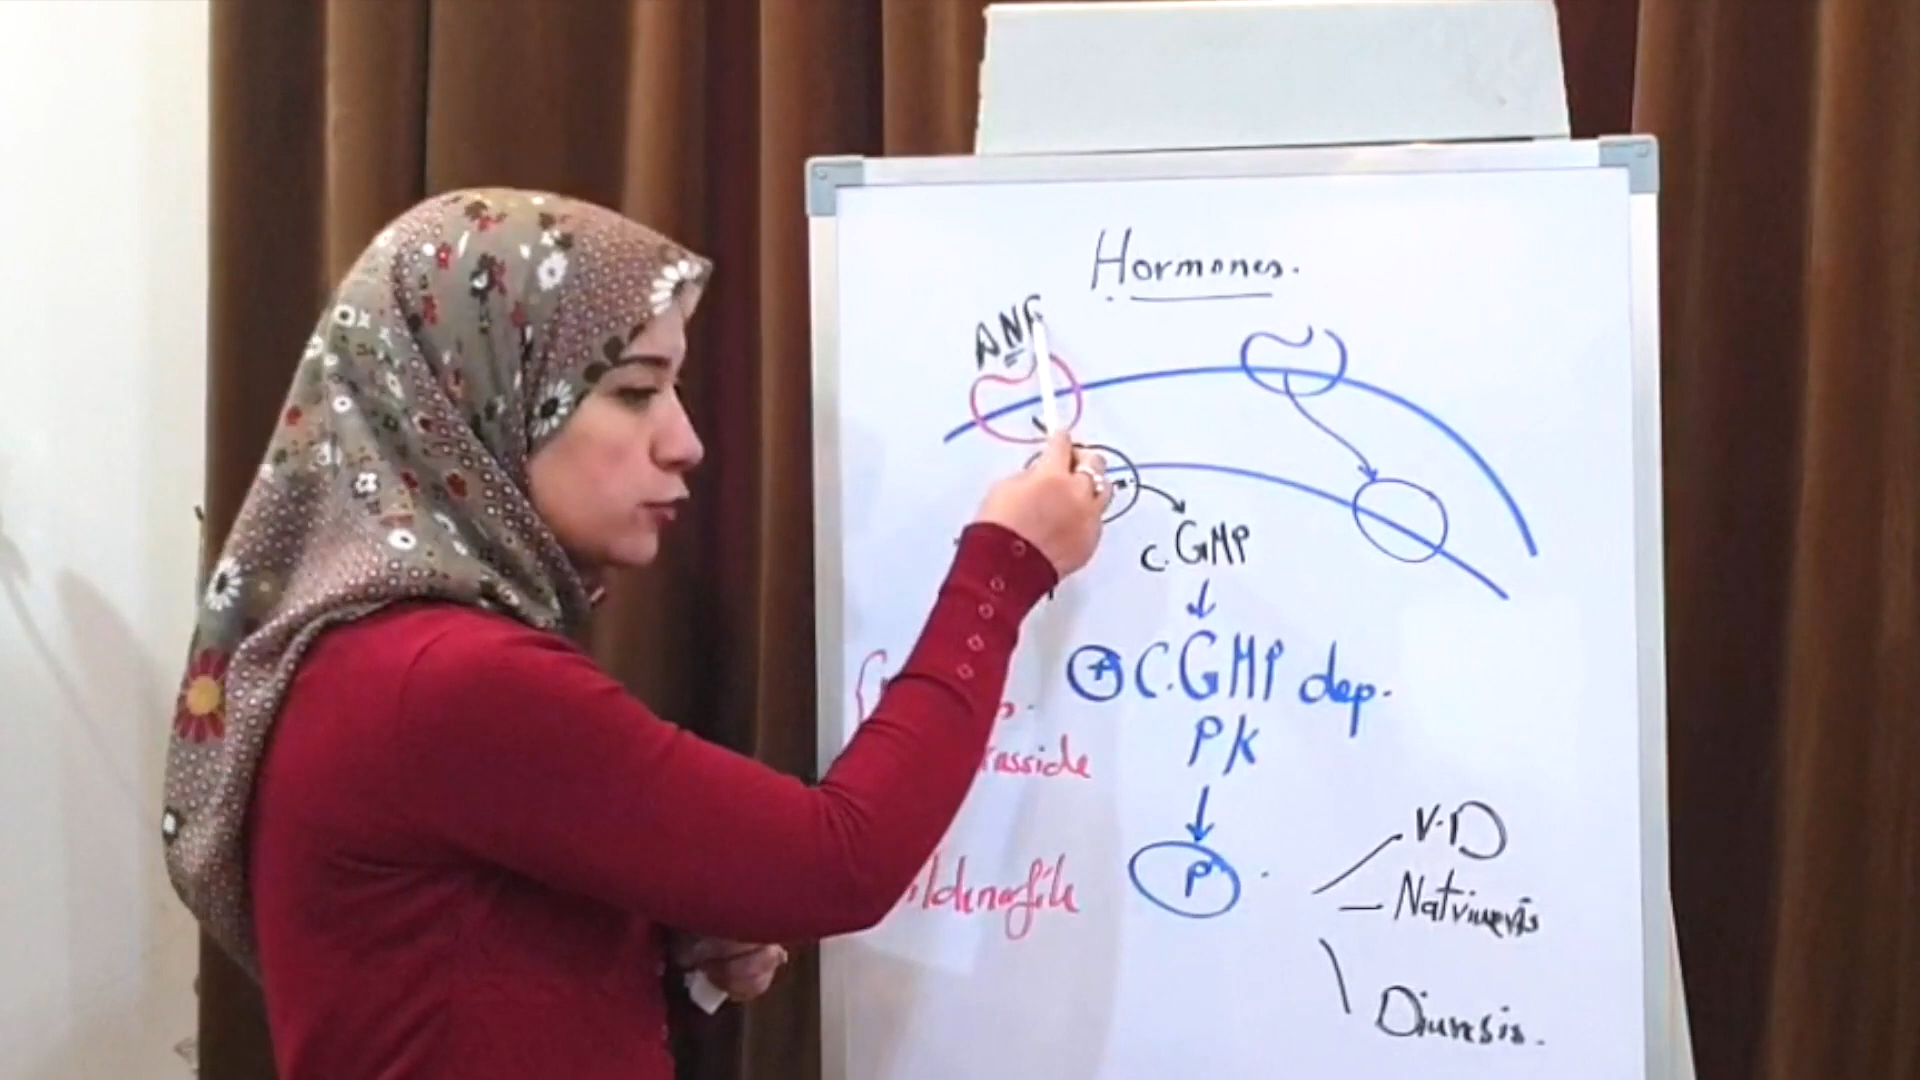 Hormones.
ANF
c.GMP
+ C.GMP dep.
PK
P
V.D
Natriuresis
Diuresis.